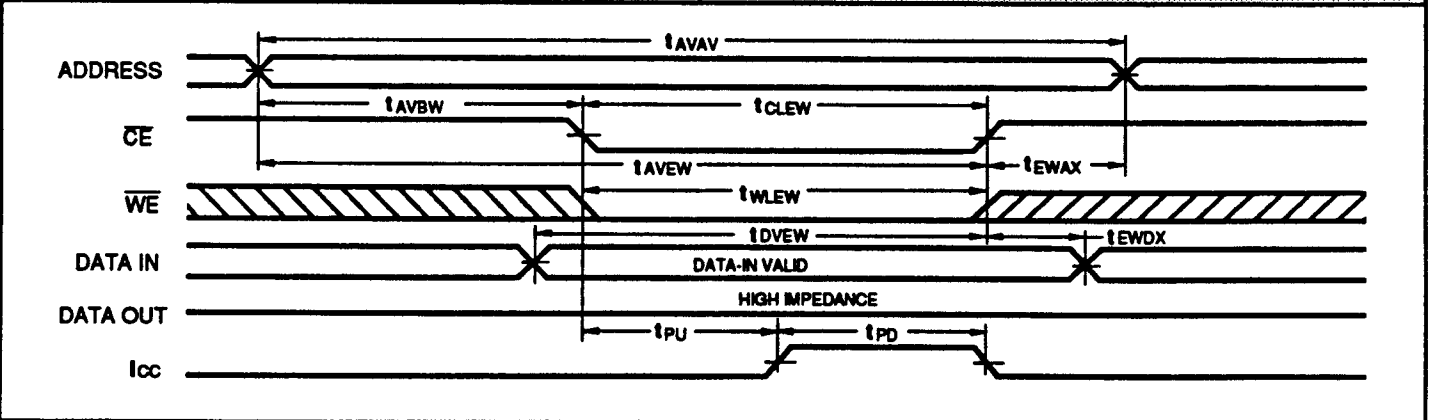 tAVAV
ADDRESS
tAVBW
tCLEW
CE
tAVEW
tEWAX
WE
tWLEW
tDVEW
tEWDX
DATA IN
DATA-IN VALID
HIGH IMPEDANCE
DATA OUT
tPU
tPD
ICC